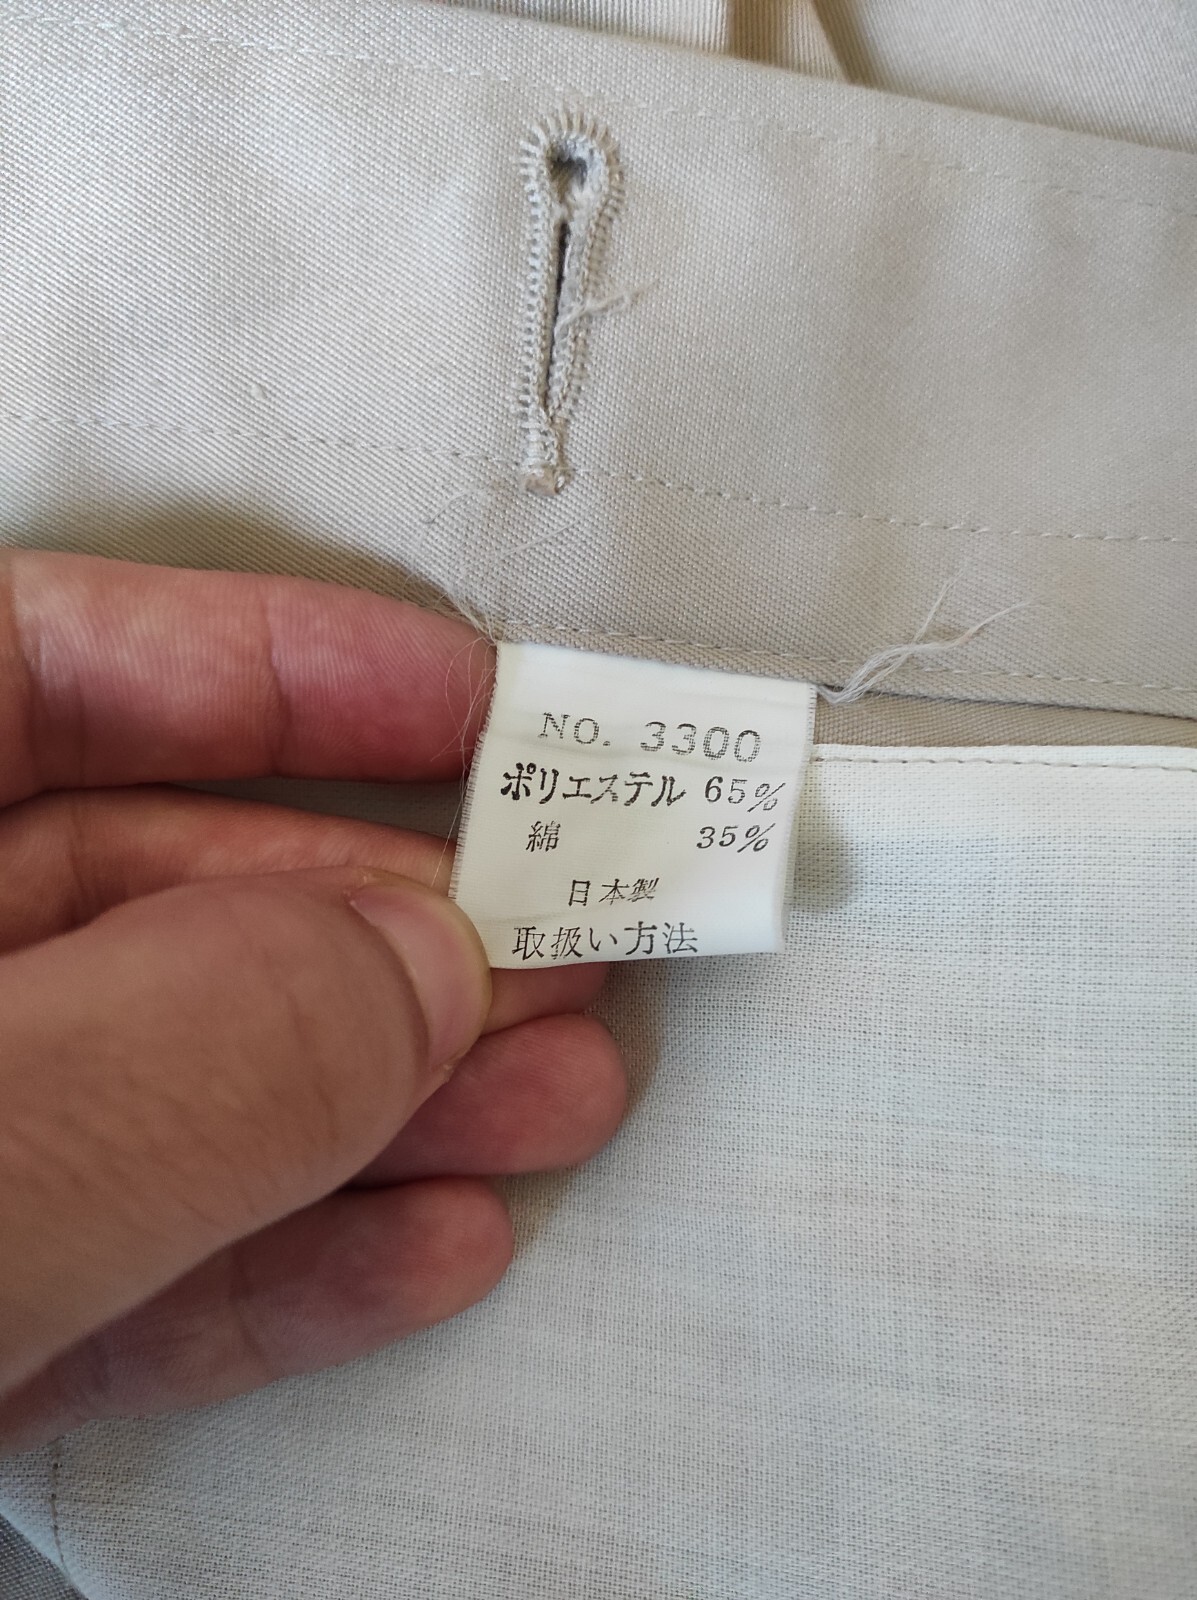 NO. 3300
ポリエステル 65%
綿 35%
日本製
取扱い方法